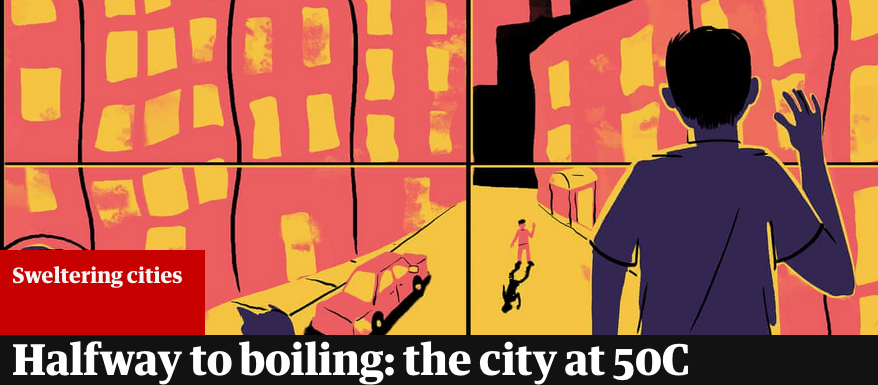 Sweltering cities
Halfway to boiling: the city at 50C